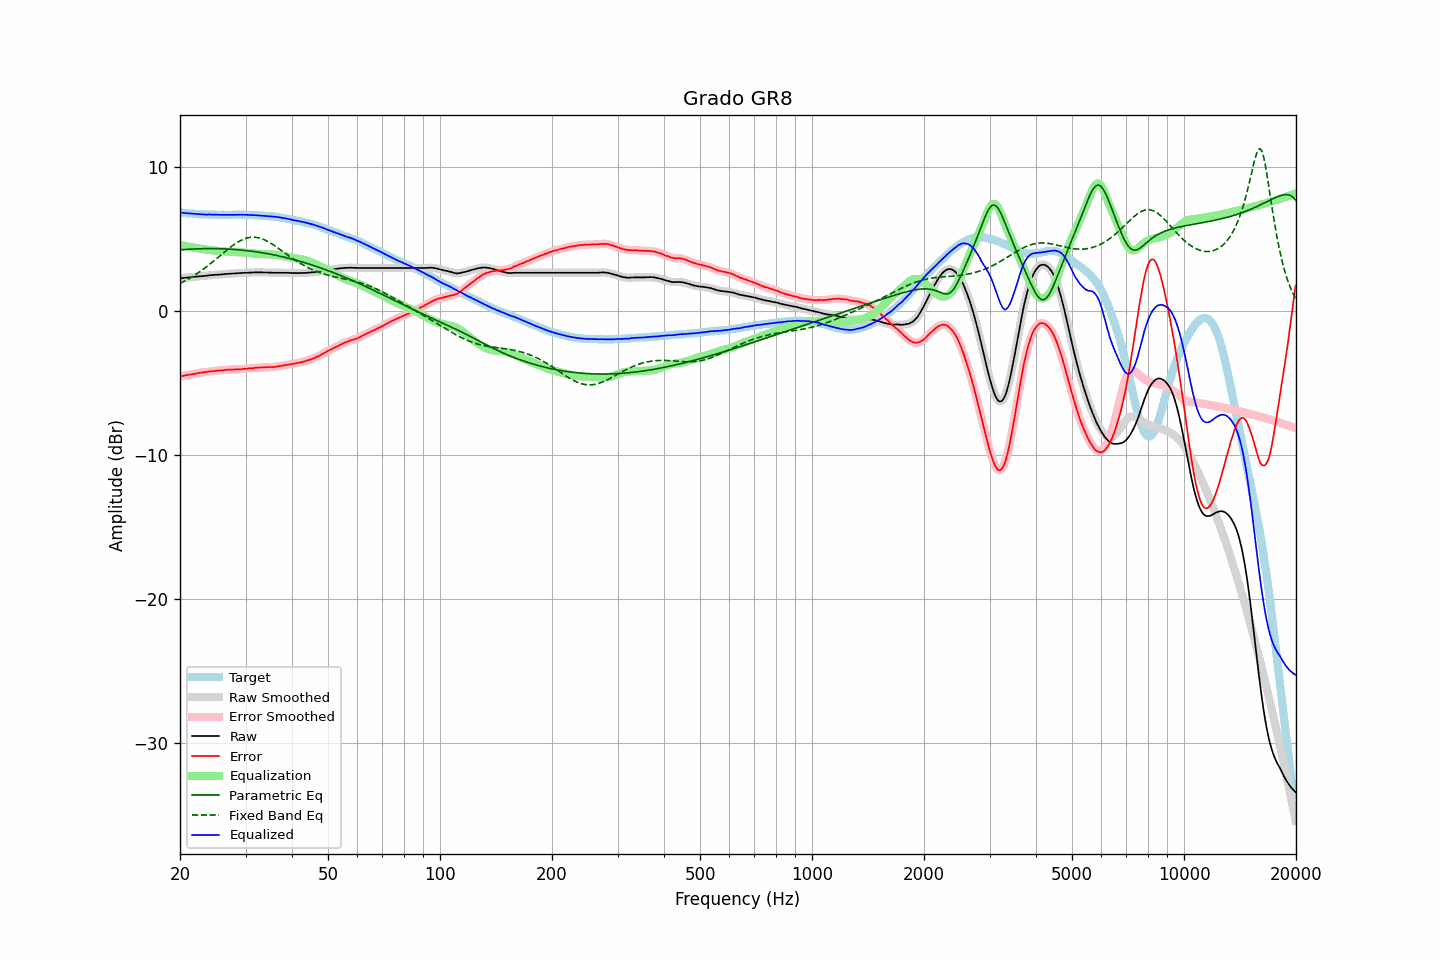 Grado GR8
10
0
−10
−20
−30
Amplitude (dBr)
Target
Raw Smoothed
Error Smoothed
Raw
Error
Equalization
Parametric Eq
Fixed Band Eq
Equalized
20 50 100 200 500 1000 2000 5000 10000 20000
Frequency (Hz)